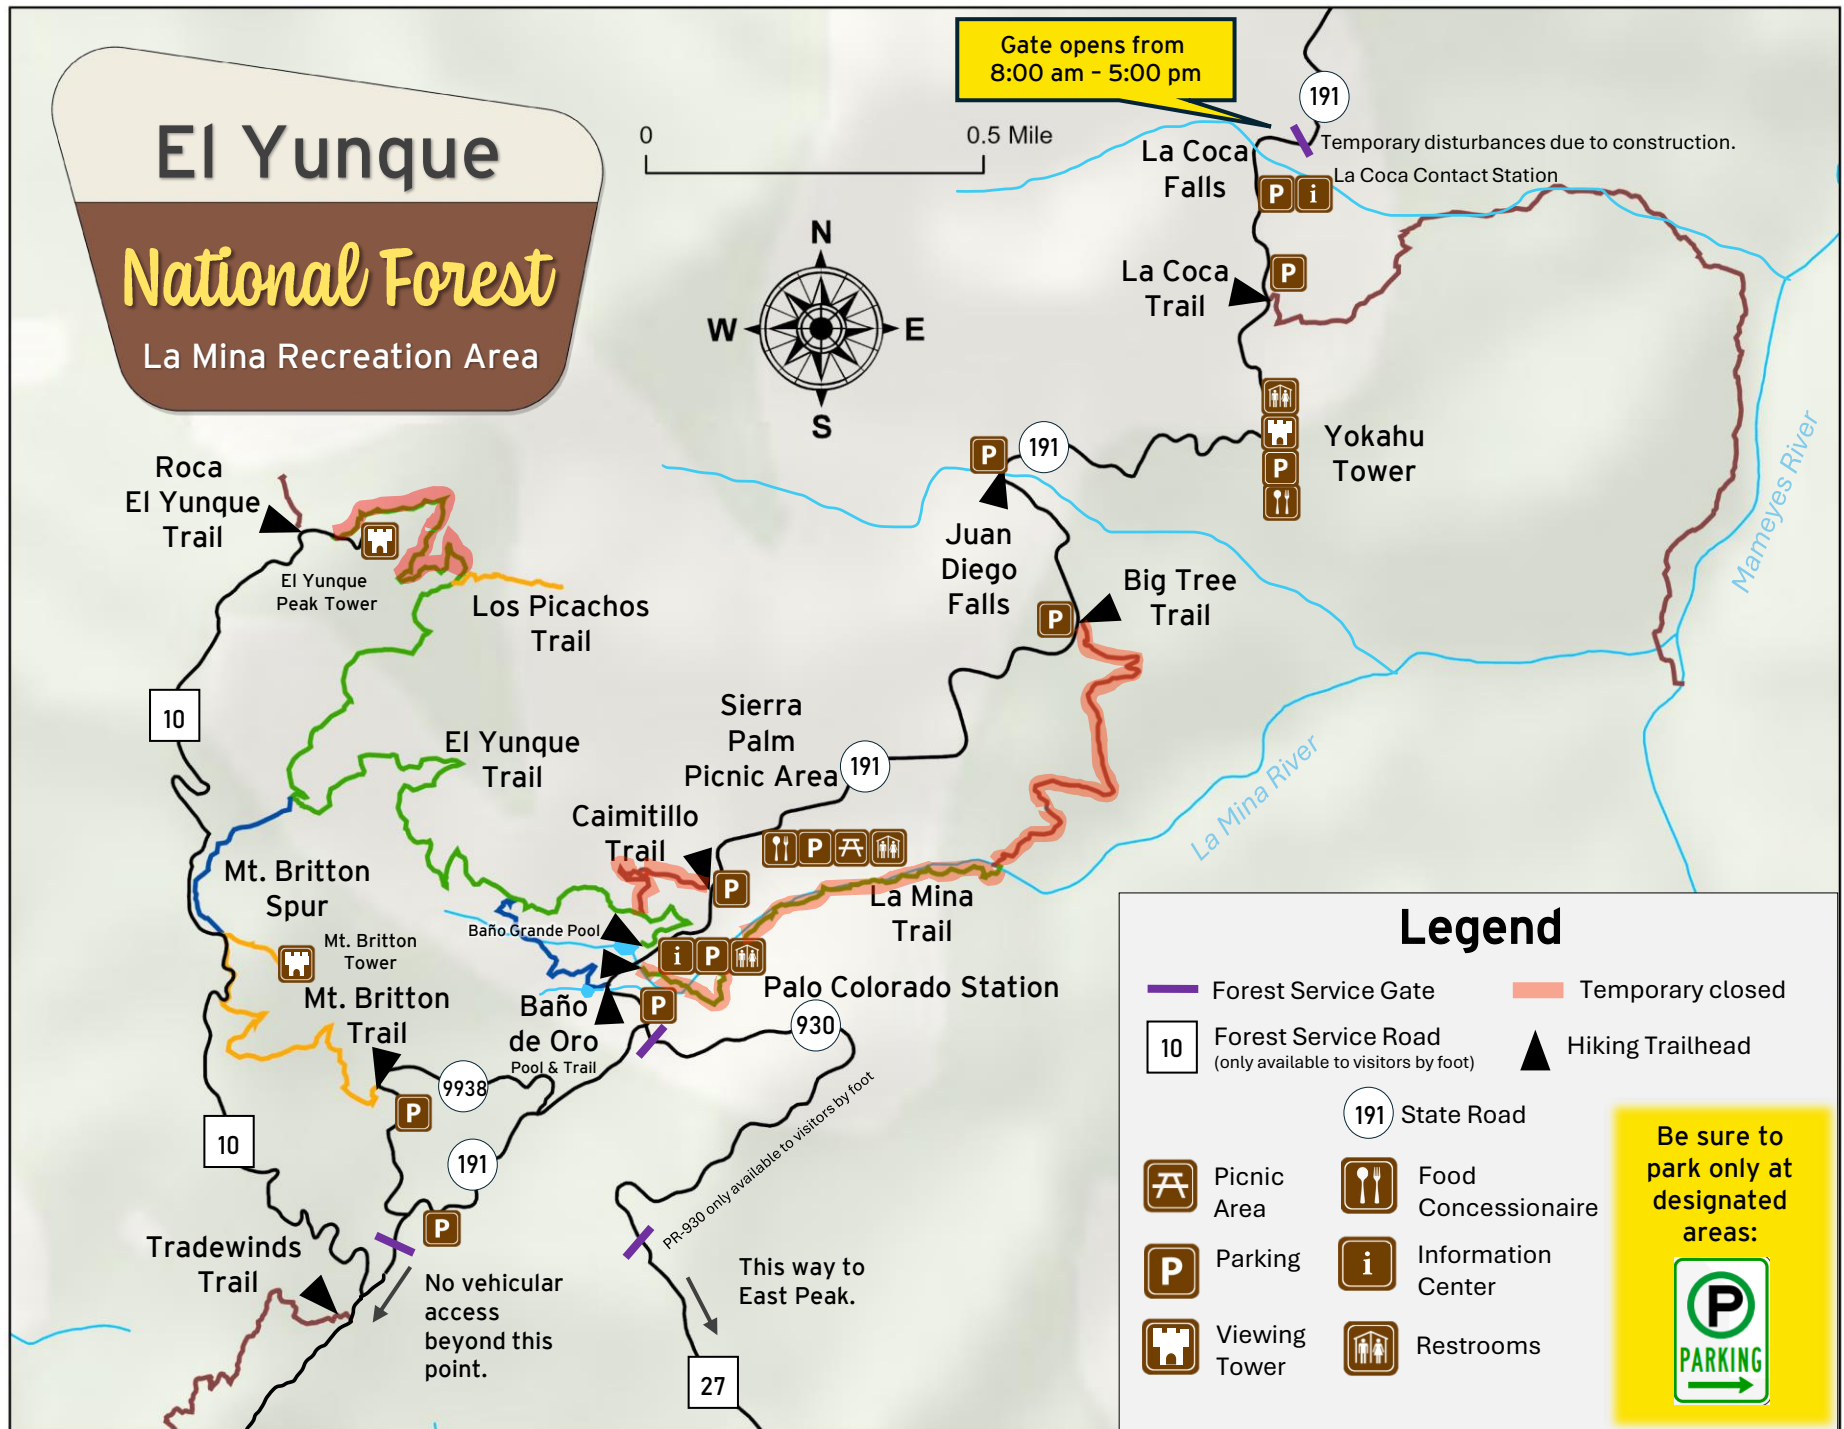 El Yunque
National Forest
La Mina Recreation Area
Gate opens from
8:00 am – 5:00 pm
0
0.5 Mile
191
Temporary disturbances due to construction.
La Coca Contact Station
La Coca
Falls
P
i
N
W
E
S
La Coca
Trail
P
Yokahu
Tower
P
P
191
Juan
Diego
Falls
Mameyes River
Roca
El Yunque
Trail
El Yunque
Peak Tower
Los Picachos
Trail
Big Tree
Trail
P
10
Sierra
Palm
Picnic Area
191
El Yunque
Trail
La Mina River
Caimitillo
Trail
P
P
Mt. Britton
Spur
Mt. Britton
Tower
La Mina
Trail
Baño Grande Pool
i
P
Palo Colorado Station
Mt. Britton
Trail
Baño
de Oro
Pool & Trail
P
930
9938
P
PR-930 only available to visitors by foot
10
191
P
Tradewinds
Trail
No vehicular
access
beyond this
point.
This way to
East Peak.
27
Legend
Forest Service Gate
Temporary closed
10
Forest Service Road
(only available to visitors by foot)
Hiking Trailhead
191
State Road
Picnic
Area
Food
Concessionaire
P
Parking
i
Information
Center
Viewing
Tower
Restrooms
Be sure to
park only at
designated
areas:
P
PARKING